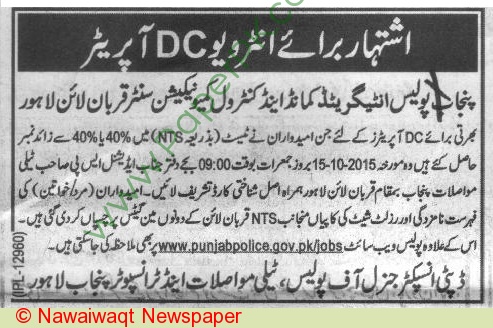 اشتہار برائے انٹرویو DC آپریٹر
پنجاب پولیس انٹیگریٹڈ کمانڈ اینڈ کنٹرول کمیونیکیشن سنٹر قربان لائن لاہور
بھرتی برائے DC آپریٹرز کے لئے جن امیدواران نے ٹیسٹ (بذریعہ NTS) میں 40% یا 40% سے زائد نمبر
حاصل کئے ہیں وہ مورخہ 15-10-2015 بروز جمعرات بوقت 09:00 بجے دفتر جناب ایڈیشنل ایس پی صاحب ٹیلی
مواصلات پنجاب بمقام قربان لائن لاہور ہمراہ اصل شناختی کارڈ تشریف لائیں۔ امیدواران (مرد/خواتین) کی
فہرست نامزدگی اور رزلٹ شیٹ کی کاپیاں منجانب NTS قربان لائن کے دونوں مین گیٹس پر چسپاں کر دی گئی ہیں۔
اس کے علاوہ پولیس ویب سائٹ www.punjabpolice.gov.pk/jobs پر بھی ملاحظہ کی جا سکتی ہیں۔
ڈپٹی انسپکٹر جنرل آف پولیس، ٹیلی مواصلات اینڈ ٹرانسپورٹ پنجاب لاہور
(IPL-12960)
© Nawaiwaqt Newspaper